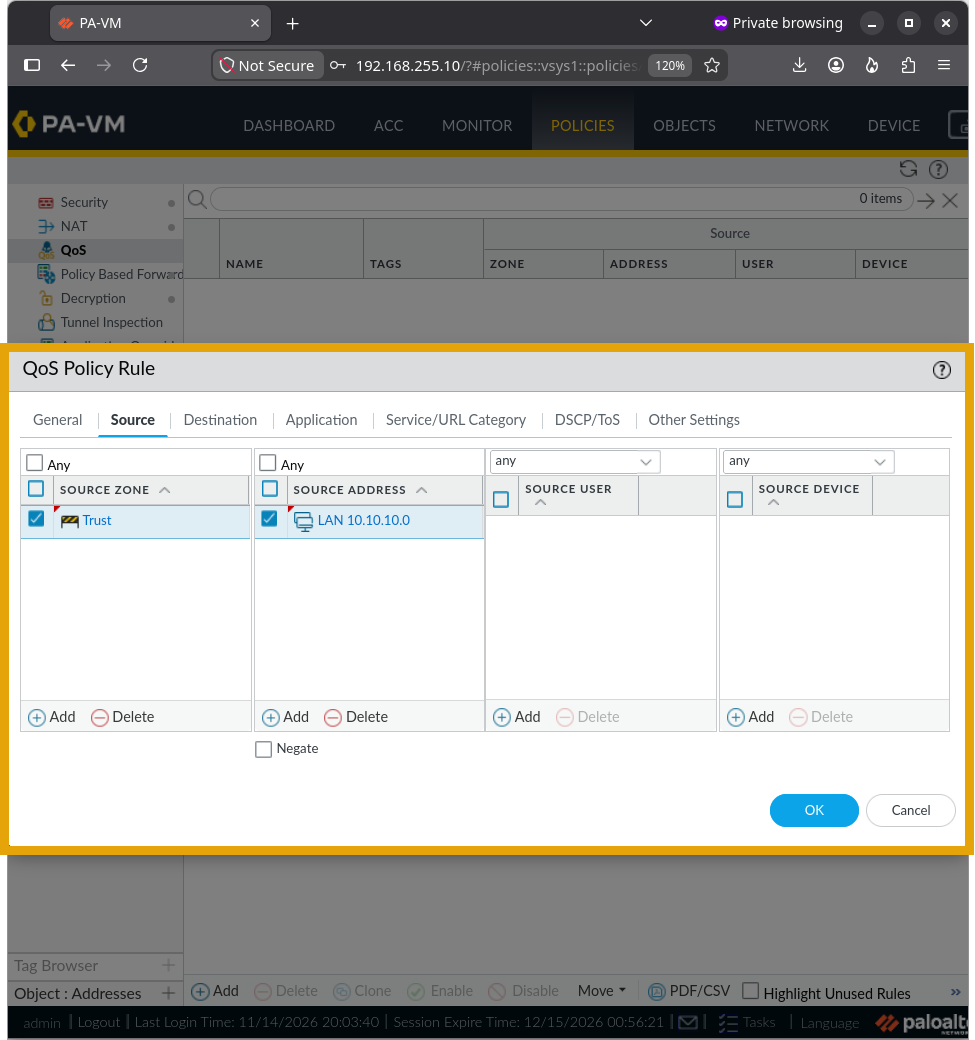 PA-VM
Private browsing
Not Secure
192.168.255.10/?#policies::vsys1::policies
120%
PA-VM
DASHBOARD ACC MONITOR POLICIES OBJECTS NETWORK DEVICE
Security
0 items
NAT
QoS
Policy Based Forward
Decryption
Tunnel Inspection
Source
NAME TAGS ZONE ADDRESS USER DEVICE
QoS Policy Rule
General Source Destination Application Service/URL Category DSCP/ToS Other Settings
Any Any any any
SOURCE ZONE SOURCE ADDRESS SOURCE USER SOURCE DEVICE
Trust LAN 10.10.10.0
Add Delete Add Delete Add Delete Add Delete
Negate
OK Cancel
Tag Browser
Object : Addresses
Add Delete Clone Enable Disable Move PDF/CSV Highlight Unused Rules »
admin | Logout | Last Login Time: 11/14/2026 20:03:40 | Session Expire Time: 12/15/2026 00:56:21 | Tasks | Language
paloalt